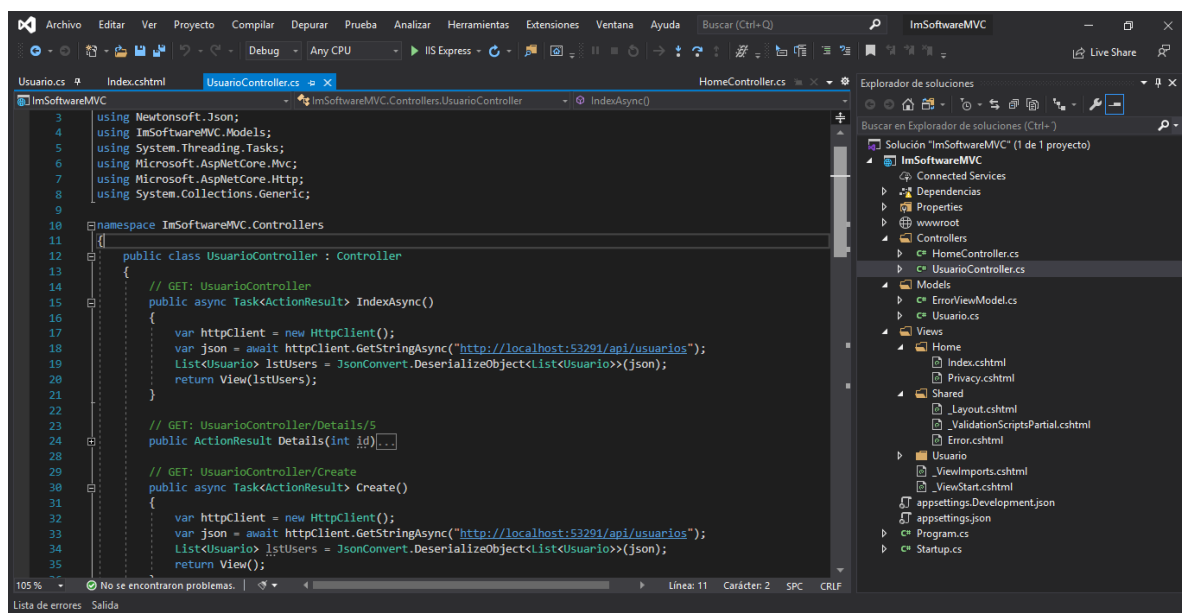 Archivo Editar Ver Proyecto Compilar Depurar Prueba Analizar Herramientas Extensiones Ventana Ayuda Buscar (Ctrl+Q) ImSoftwareMVC
Debug Any CPU IIS Express Live Share
Usuario.cs Index.cshtml UsuarioController.cs HomeController.cs
ImSoftwareMVC ImSoftwareMVC.Controllers.UsuarioController IndexAsync()
3 using Newtonsoft.Json;
4 using ImSoftwareMVC.Models;
5 using System.Threading.Tasks;
6 using Microsoft.AspNetCore.Mvc;
7 using Microsoft.AspNetCore.Http;
8 using System.Collections.Generic;
9
10 namespace ImSoftwareMVC.Controllers
11 {
12 public class UsuarioController : Controller
13 {
14 // GET: UsuarioController
15 public async Task<ActionResult> IndexAsync()
16 {
17 var httpClient = new HttpClient();
18 var json = await httpClient.GetStringAsync("http://localhost:53291/api/usuarios");
19 List<Usuario> lstUsers = JsonConvert.DeserializeObject<List<Usuario>>(json);
20 return View(lstUsers);
21 }
22
23 // GET: UsuarioController/Details/5
24 public ActionResult Details(int id)...
28
29 // GET: UsuarioController/Create
30 public async Task<ActionResult> Create()
31 {
32 var httpClient = new HttpClient();
33 var json = await httpClient.GetStringAsync("http://localhost:53291/api/usuarios");
34 List<Usuario> lstUsers = JsonConvert.DeserializeObject<List<Usuario>>(json);
35 return View();
105 % No se encontraron problemas. Línea: 11 Carácter: 2 SPC CRLF
Lista de errores Salida
Explorador de soluciones
Buscar en Explorador de soluciones (Ctrl+´)
Solución "ImSoftwareMVC" (1 de 1 proyecto)
ImSoftwareMVC
Connected Services
Dependencias
Properties
wwwroot
Controllers
C# HomeController.cs
C# UsuarioController.cs
Models
C# ErrorViewModel.cs
C# Usuario.cs
Views
Home
Index.cshtml
Privacy.cshtml
Shared
_Layout.cshtml
_ValidationScriptsPartial.cshtml
Error.cshtml
Usuario
_ViewImports.cshtml
_ViewStart.cshtml
appsettings.Development.json
appsettings.json
C# Program.cs
C# Startup.cs